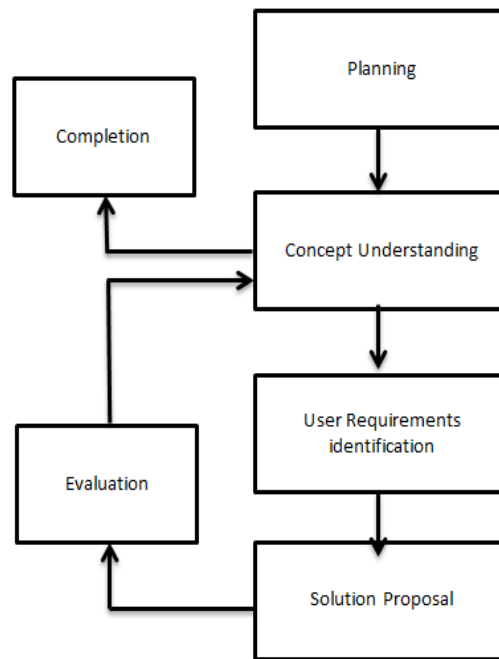 Planning
Completion
Concept Understanding
User Requirements
identification
Evaluation
Solution Proposal